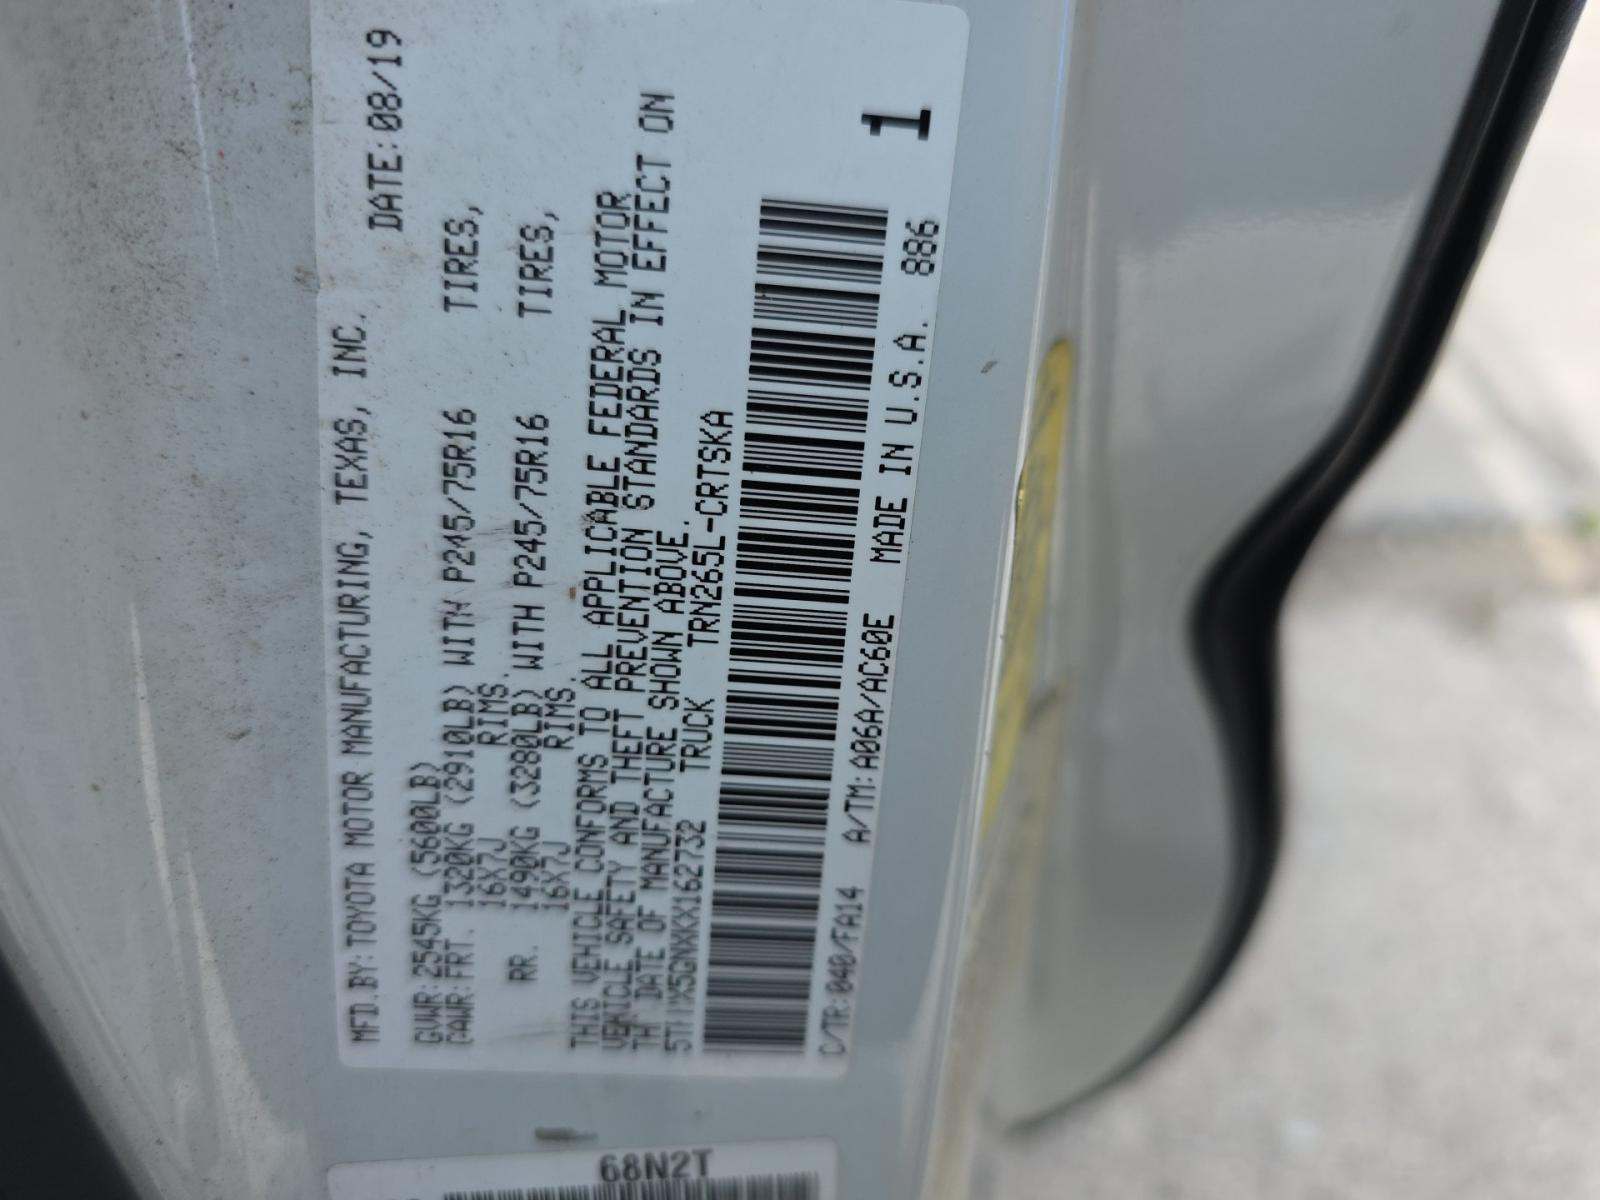 MFD.BY:TOYOTA MOTOR MANUFACTURING, TEXAS, INC. DATE:08/19
GVWR:2545KG (5600LB)
GAWR:FRT. 1320KG (2910LB) WITH P245/75R16 TIRES,
16X7J RIMS.
RR. 1490KG (3280LB) WITH P245/75R16 TIRES,
16X7J RIMS.
THIS VEHICLE CONFORMS TO ALL APPLICABLE FEDERAL MOTOR
VEHICLE SAFETY AND THEFT PREVENTION STANDARDS IN EFFECT ON
DATE OF MANUFACTURE SHOWN ABOVE.
TRUCK TRN265L-CRTSKA
1
C/TR:040/FA14 A/TM:A06A/AC60E MADE IN U.S.A. 886
68N2T